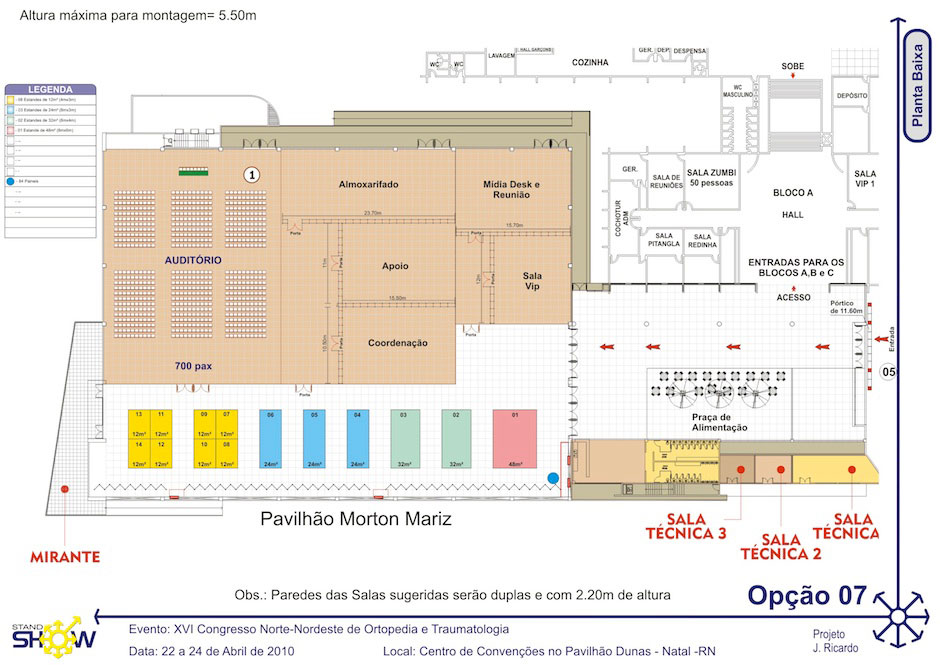 Altura máxima para montagem= 5.50m
Planta Baixa
LEGENDA
- 08 Estandes de 12m² (4mx3m)
- 03 Estandes de 24m² (8mx3m)
- 02 Estandes de 32m² (8mx4m)
- 01 Estande de 48m² (8mx6m)
- 04 Paineis
WC
WC
LAVAGEM
HALL GARÇONS
COZINHA
GER.
DEP.
DESPENSA
SOBE
WC
MASCULINO
DEPÓSITO
GER.
SALA DE
REUNIÕES
SALA ZUMBI
50 pessoas
SALA
VIP 1
BLOCO A
HALL
COCHOTUR
ADM
SALA
PITANGLA
SALA
REDINHA
ENTRADAS PARA OS
BLOCOS A,B e C
ACESSO
Pórtico
de 11.60m
Entrada
05
1
Almoxarifado
Mídia Desk e
Reunião
23,70m
Porta
15,70m
Porta
AUDITÓRIO
11m
Porta
Apoio
12m
Porta
Sala
Vip
15,50m
10,50m
Porta
Coordenação
Porta
700 pax
Porta
Praça de
Alimentação
13
11
09
07
06
05
04
03
02
01
12m²
12m²
12m²
12m²
14
12
10
08
12m²
12m²
12m²
12m²
24m²
24m²
24m²
32m²
32m²
48m²
Pavilhão Morton Mariz
MIRANTE
SALA
TÉCNICA 3
SALA
TÉCNICA 2
SALA
TÉCNICA
Obs.: Paredes das Salas sugeridas serão duplas e com 2.20m de altura
Opção 07
STAND
SHOW
Evento: XVI Congresso Norte-Nordeste de Ortopedia e Traumatologia
Data: 22 a 24 de Abril de 2010
Local: Centro de Convenções no Pavilhão Dunas - Natal -RN
Projeto
J. Ricardo